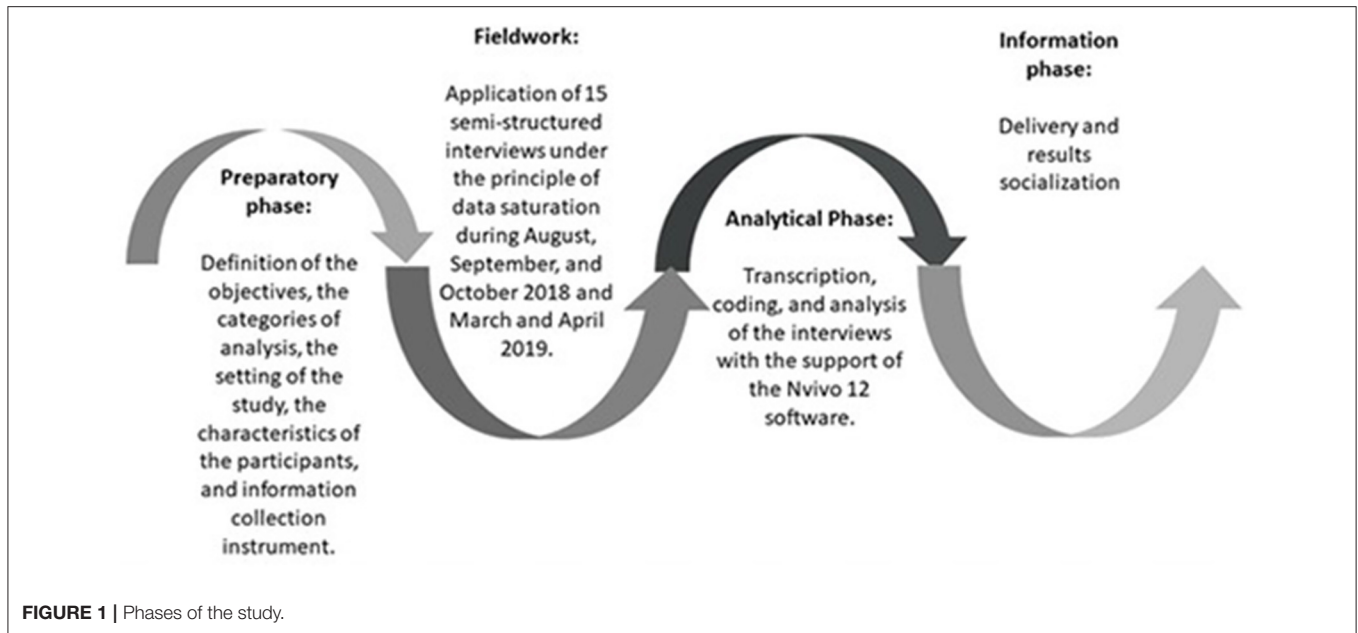 Preparatory
phase:
Definition of the
objectives, the
categories of
analysis, the
setting of the
study, the
characteristics of
the participants,
and information
collection
instrument.
Fieldwork:
Application of 15
semi-structured
interviews under
the principle of
data saturation
during August,
September, and
October 2018 and
March and April
2019.
Analytical Phase:
Transcription,
coding, and analysis
of the interviews
with the support of
the Nvivo 12
software.
Information
phase:
Delivery and
results
socialization
FIGURE 1 | Phases of the study.